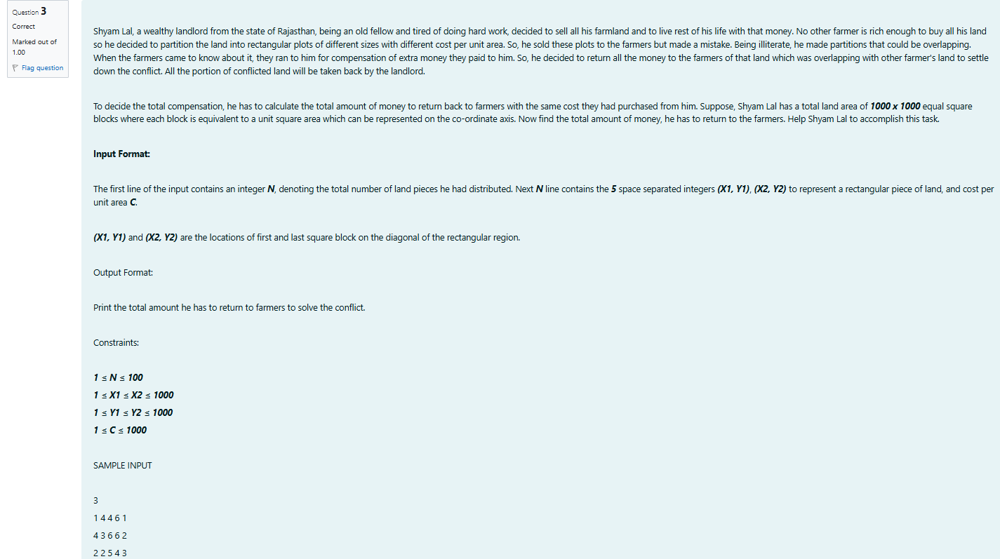 Question 3
Correct
Marked out of
1.00
Flag question
Shyam Lal, a wealthy landlord from the state of Rajasthan, being an old fellow and tired of doing hard work, decided to sell all his farmland and to live rest of his life with that money. No other farmer is rich enough to buy all his land
so he decided to partition the land into rectangular plots of different sizes with different cost per unit area. So, he sold these plots to the farmers but made a mistake. Being illiterate, he made partitions that could be overlapping.
When the farmers came to know about it, they ran to him for compensation of extra money they paid to him. So, he decided to return all the money to the farmers of that land which was overlapping with other farmer's land to settle
down the conflict. All the portion of conflicted land will be taken back by the landlord.
To decide the total compensation, he has to calculate the total amount of money to return back to farmers with the same cost they had purchased from him. Suppose, Shyam Lal has a total land area of 1000 x 1000 equal square
blocks where each block is equivalent to a unit square area which can be represented on the co-ordinate axis. Now find the total amount of money, he has to return to the farmers. Help Shyam Lal to accomplish this task.
Input Format:
The first line of the input contains an integer N, denoting the total number of land pieces he had distributed. Next N line contains the 5 space separated integers (X1, Y1), (X2, Y2) to represent a rectangular piece of land, and cost per
unit area C.
(X1, Y1) and (X2, Y2) are the locations of first and last square block on the diagonal of the rectangular region.
Output Format:
Print the total amount he has to return to farmers to solve the conflict.
Constraints:
1 ≤ N ≤ 100
1 ≤ X1 ≤ X2 ≤ 1000
1 ≤ Y1 ≤ Y2 ≤ 1000
1 ≤ C ≤ 1000
SAMPLE INPUT
3
1 4 4 6 1
4 3 6 6 2
2 2 5 4 3